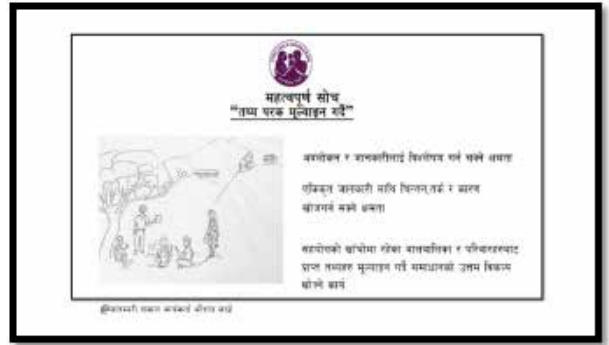 महत्वपूर्ण सोच
"तथ्य परक मूल्याङ्कन गर्दै"
अवलोकन र जानकारीलाई विश्लेषण गर्न सक्ने क्षमता
एकिकृत जानकारी माथि चिन्तन,तर्क र कारण
खोजगर्न सक्ने क्षमता
सहयोगको खाँचोमा रहेका बालबालिका र परिवारहरुबाट
प्राप्त तथ्यहरु मूल्याङ्कन गर्दै समाधानको उत्तम विकल्प
खोज्ने कार्य